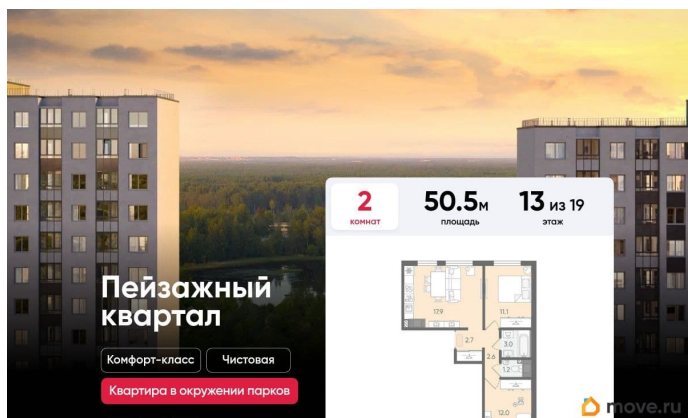 2
комнат
50.5м
площадь
13 из 19
этаж
Пейзажный
квартал
Комфорт-класс
Чистовая
Квартира в окружении парков
17.9
11.1
2.7
2.6
3.0
1.2
12.0
move.ru